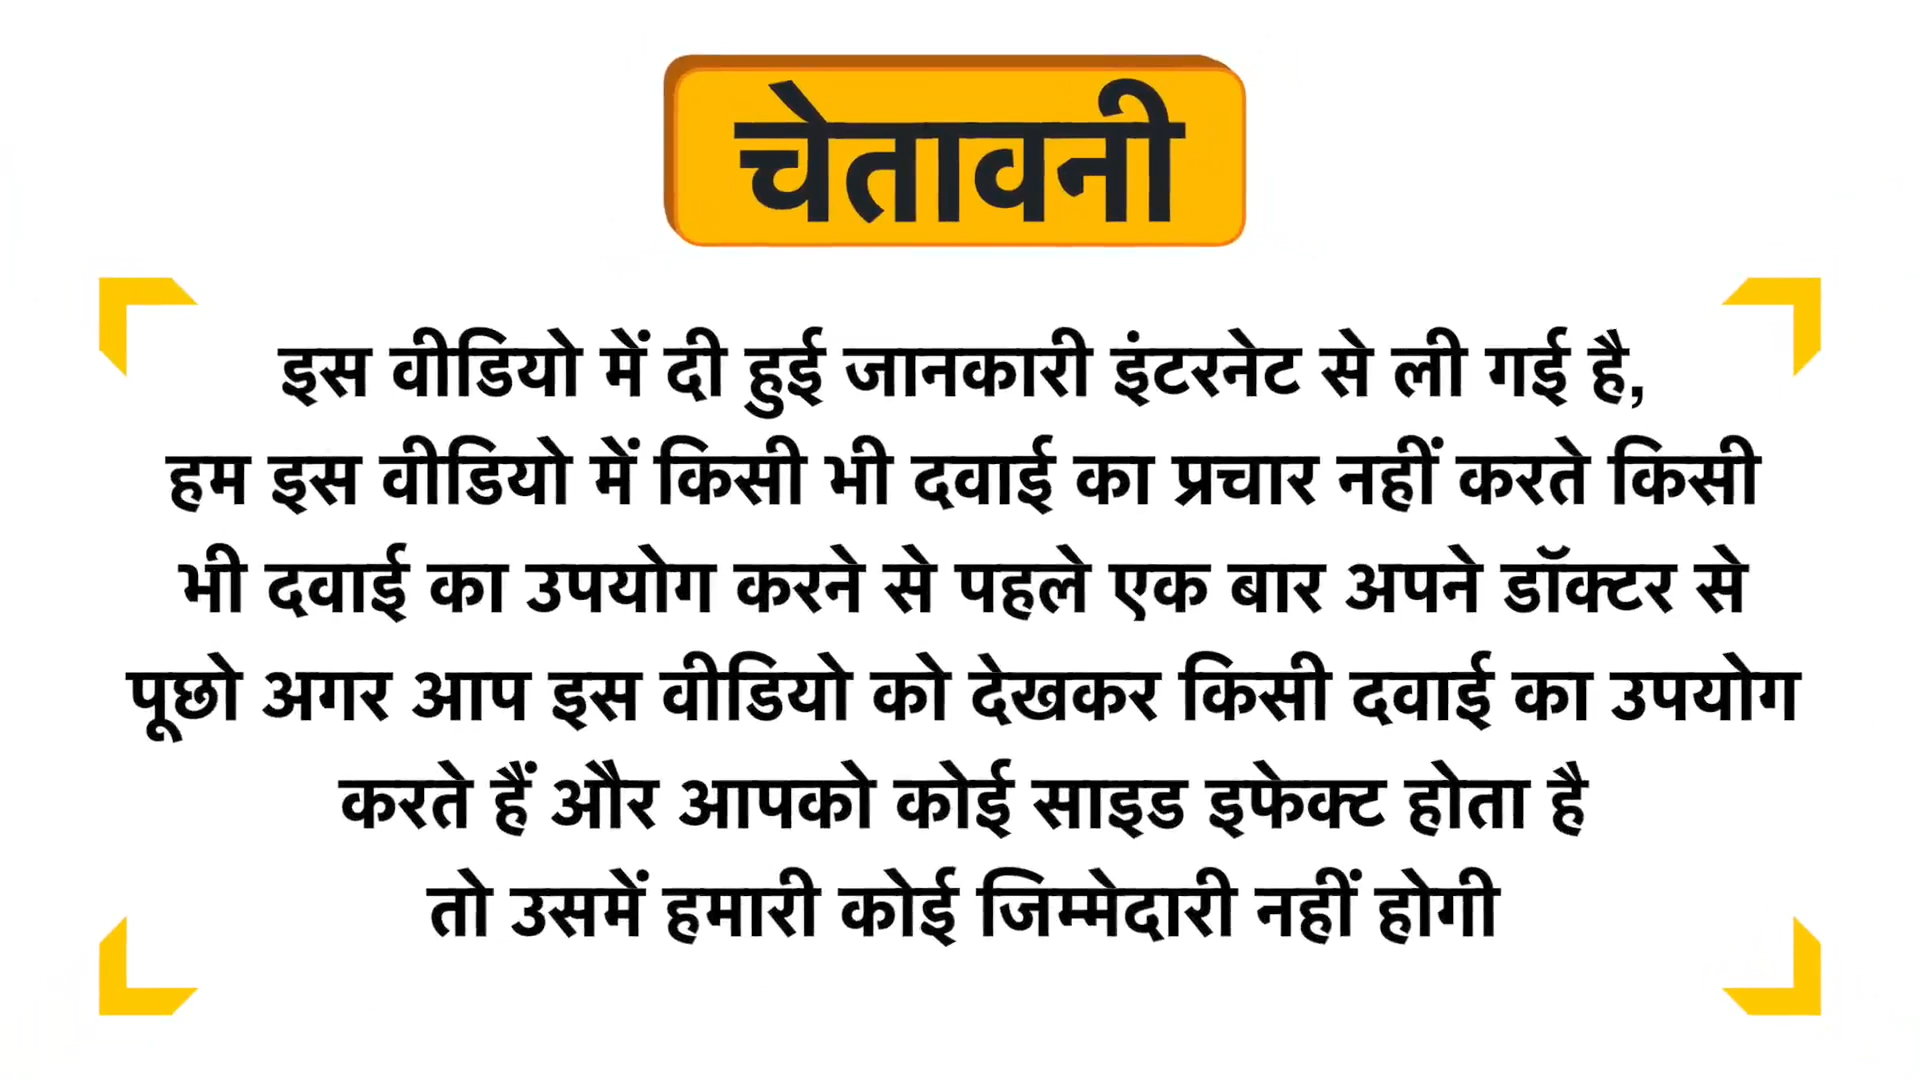 चेतावनी
इस वीडियो में दी हुई जानकारी इंटरनेट से ली गई है,
हम इस वीडियो में किसी भी दवाई का प्रचार नहीं करते किसी
भी दवाई का उपयोग करने से पहले एक बार अपने डॉक्टर से
पूछो अगर आप इस वीडियो को देखकर किसी दवाई का उपयोग
करते हैं और आपको कोई साइड इफेक्ट होता है
तो उसमें हमारी कोई जिम्मेदारी नहीं होगी